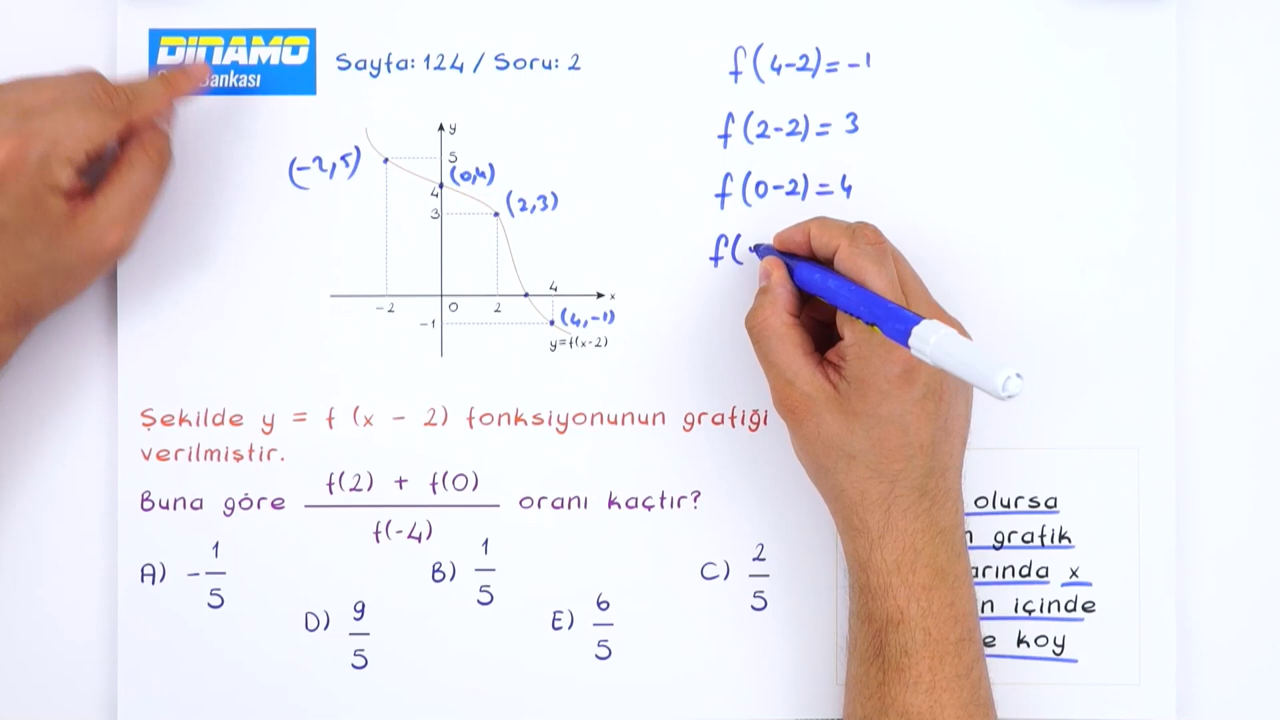 DINAMO
Bankası
Sayfa: 124 / Soru: 2
f(4-2) = -1
f(2-2) = 3
f(0-2) = 4
f(
y
5
(-2,5)
(0,4)
4
3
(2,3)
4
x
-2
0
2
-1
(4,-1)
y=f(x-2)
Şekilde y = f (x - 2) fonksiyonunun grafiği
verilmiştir.
Buna göre f(2) + f(0) / f(-4) oranı kaçtır?
A) -1/5
B) 1/5
C) 2/5
D) 9/5
E) 6/5
olursa
grafik
x
içinde
koy